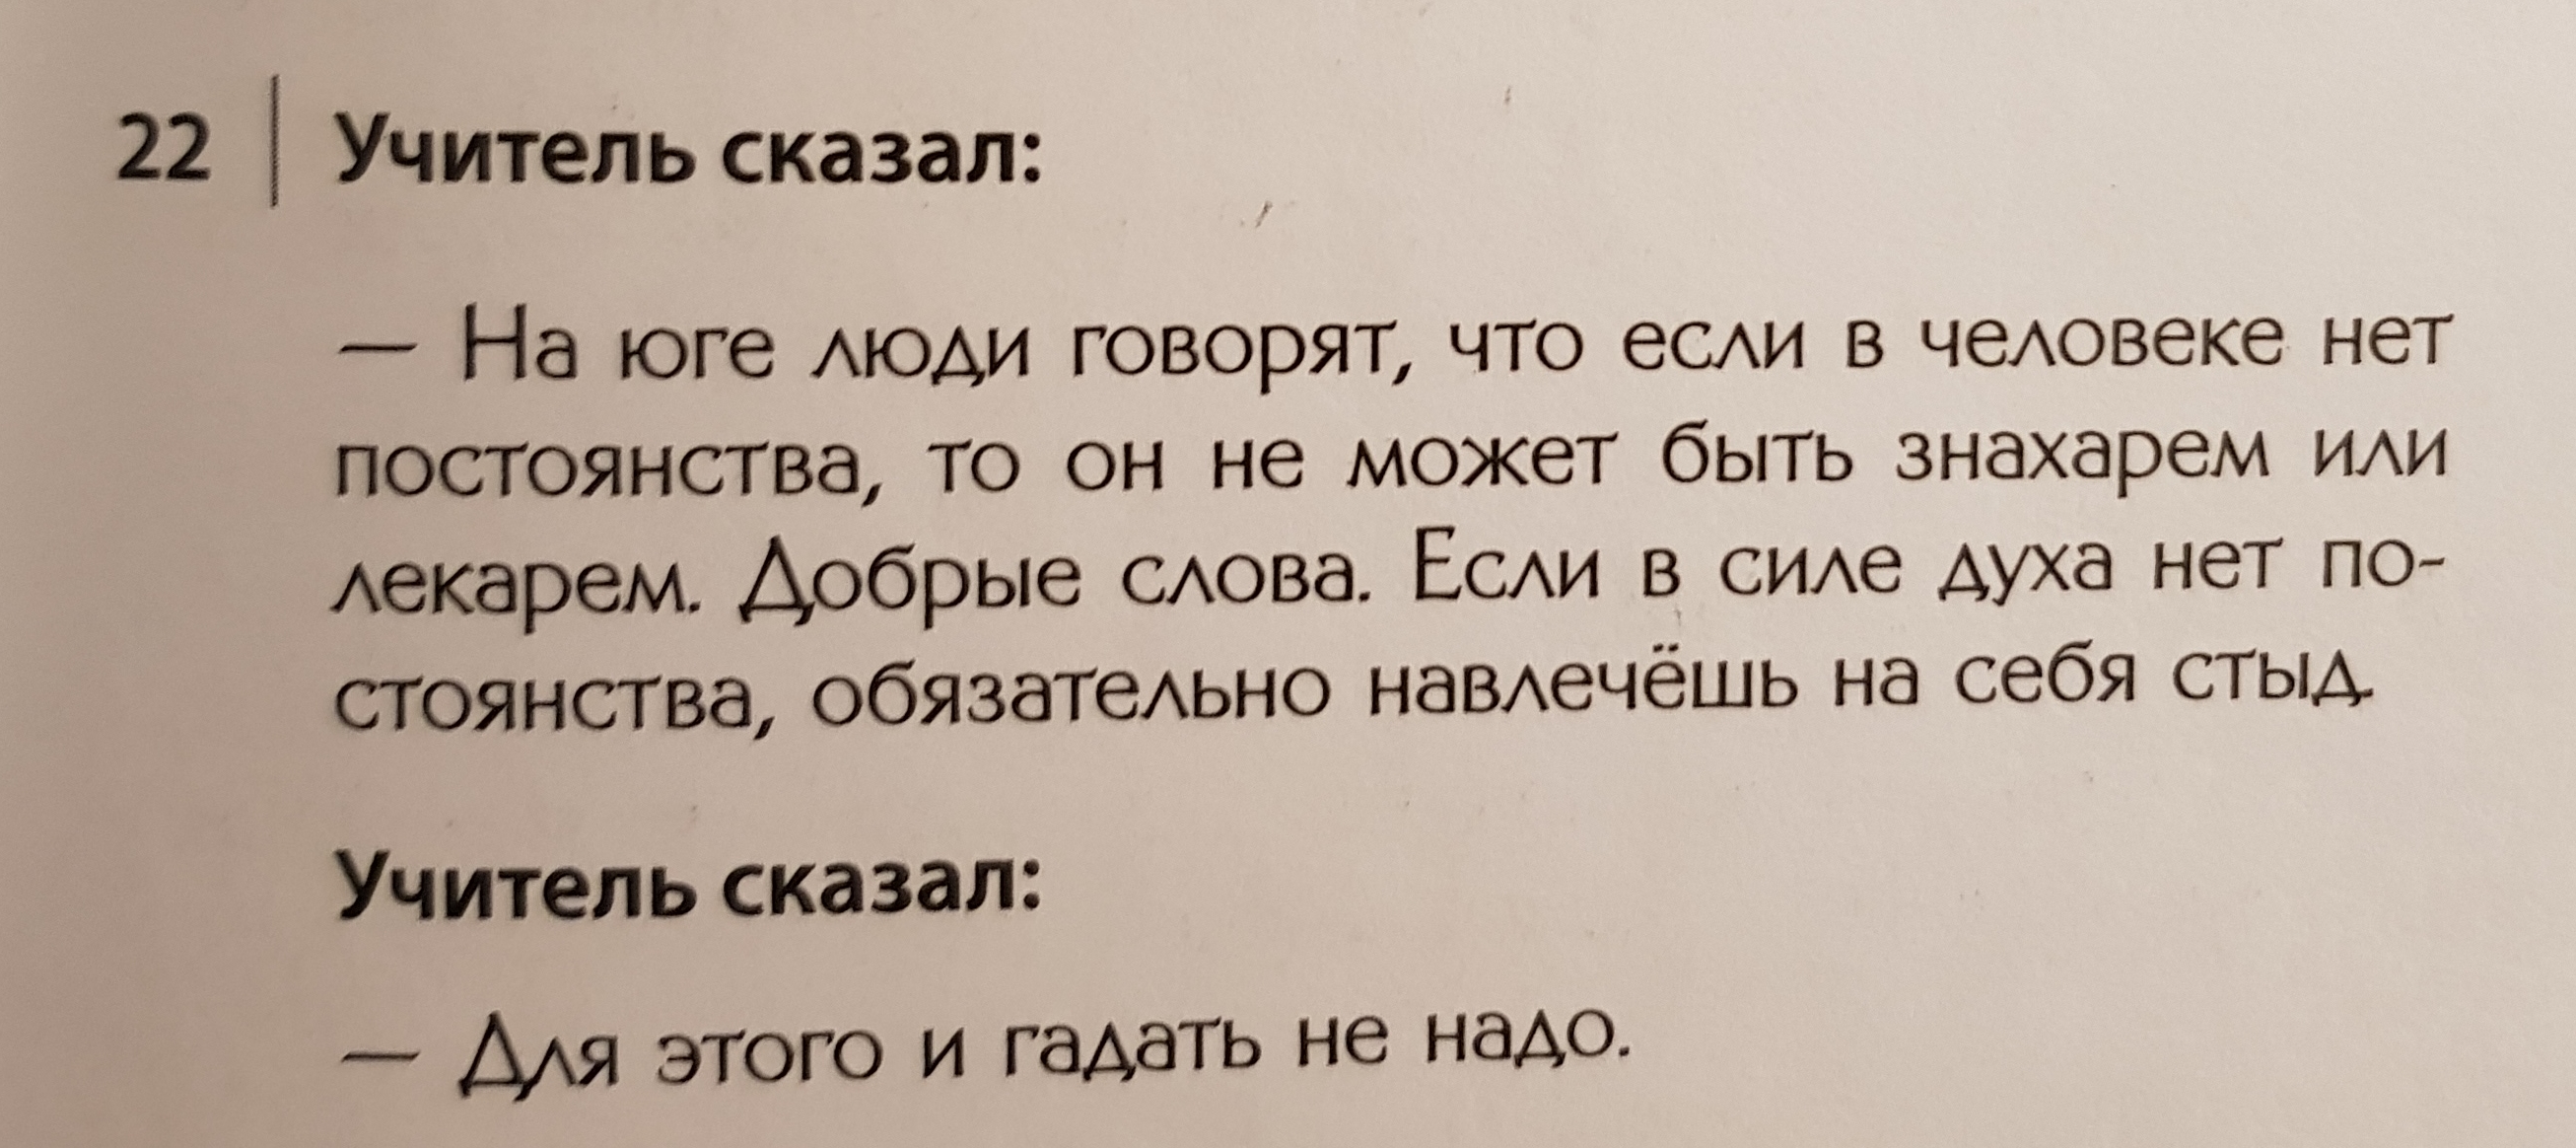 22 | Учитель сказал:
— На юге люди говорят, что если в человеке нет
постоянства, то он не может быть знахарем или
лекарем. Добрые слова. Если в силе духа нет по-
стоянства, обязательно навлечёшь на себя стыд.
Учитель сказал:
— Для этого и гадать не надо.